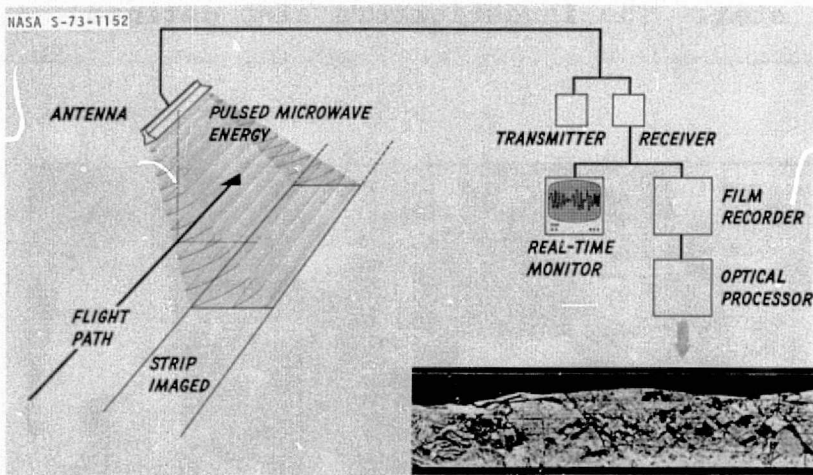 NASA S-73-1152
ANTENNA
PULSED MICROWAVE
ENERGY
TRANSMITTER
RECEIVER
REAL-TIME
MONITOR
FILM
RECORDER
OPTICAL
PROCESSOR
FLIGHT
PATH
STRIP
IMAGED